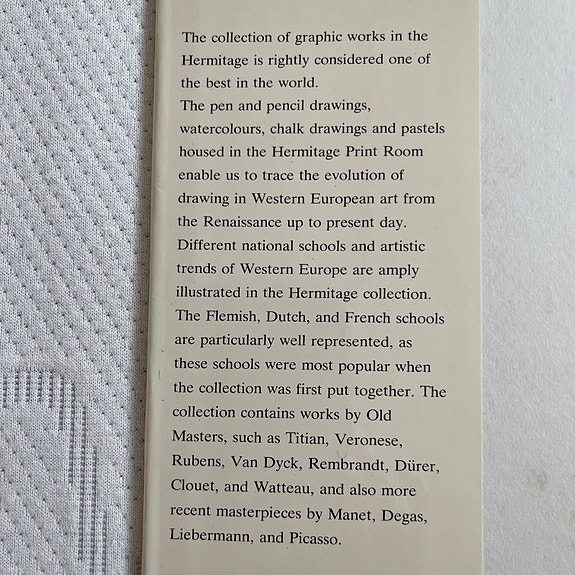 The collection of graphic works in the
Hermitage is rightly considered one of
the best in the world.
The pen and pencil drawings,
watercolours, chalk drawings and pastels
housed in the Hermitage Print Room
enable us to trace the evolution of
drawing in Western European art from
the Renaissance up to present day.
Different national schools and artistic
trends of Western Europe are amply
illustrated in the Hermitage collection.
The Flemish, Dutch, and French schools
are particularly well represented, as
these schools were most popular when
the collection was first put together. The
collection contains works by Old
Masters, such as Titian, Veronese,
Rubens, Van Dyck, Rembrandt, Dürer,
Clouet, and Watteau, and also more
recent masterpieces by Manet, Degas,
Liebermann, and Picasso.